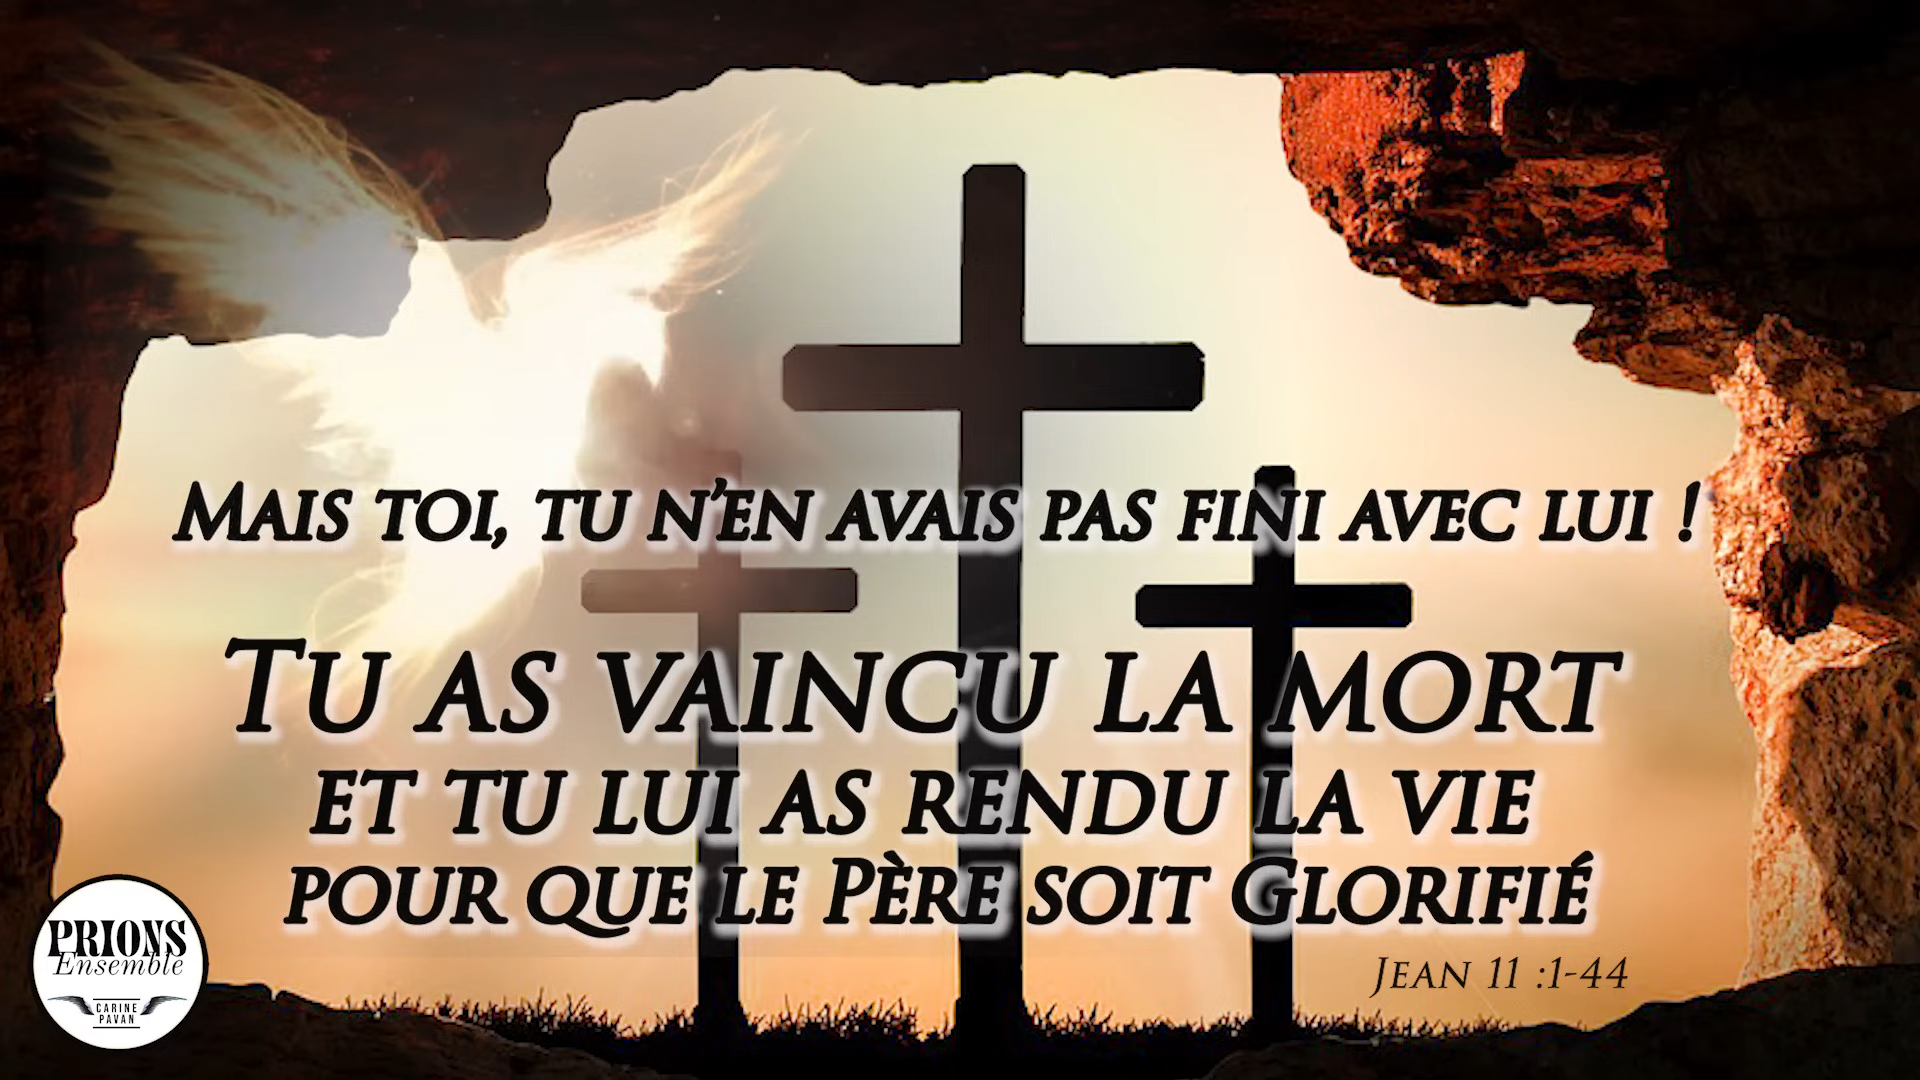 Mais toi, tu n'en avais pas fini avec lui !
Tu as vaincu la mort
et tu lui as rendu la vie
pour que le Père soit Glorifié
Jean 11 :1-44
PRIONS
Ensemble
CARINE
PAVAN